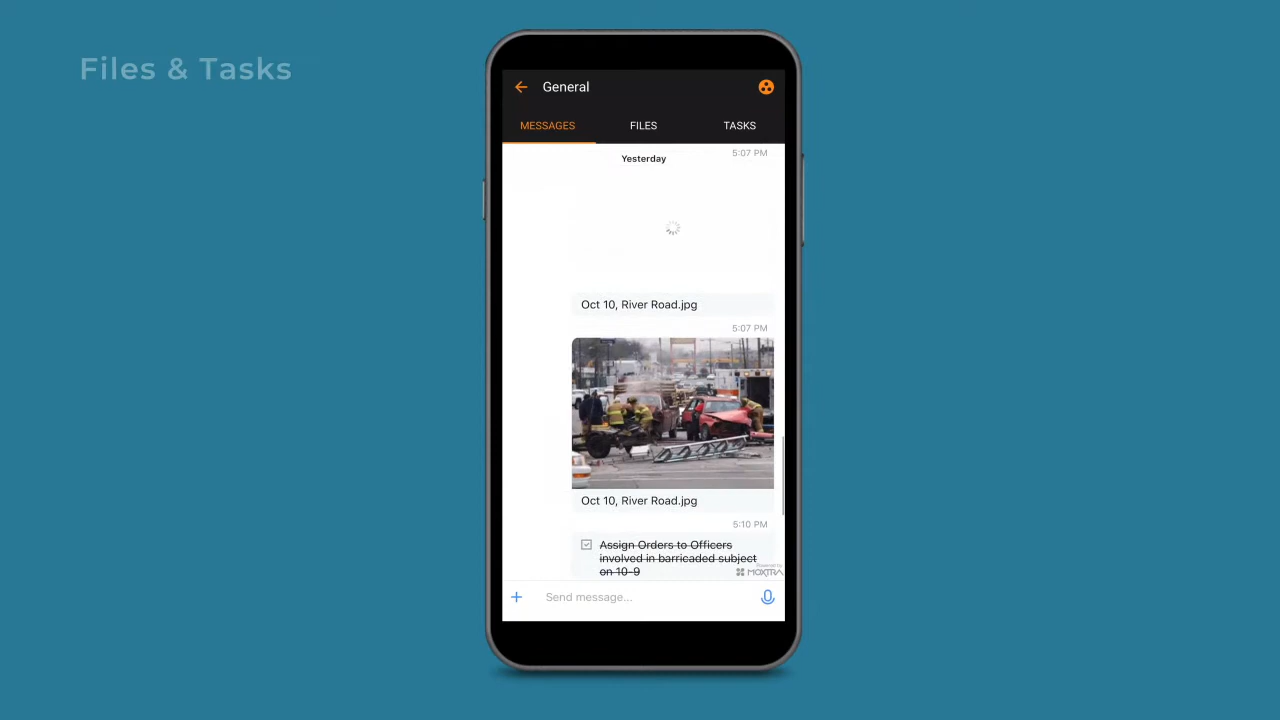 Files & Tasks
General
MESSAGES
FILES
TASKS
5:07 PM
Yesterday
Oct 10, River Road.jpg
5:07 PM
Oct 10, River Road.jpg
5:10 PM
Assign Orders to Officers
involved in barricaded subject
on 10-9
Powered by
MOXTRA
Send message...